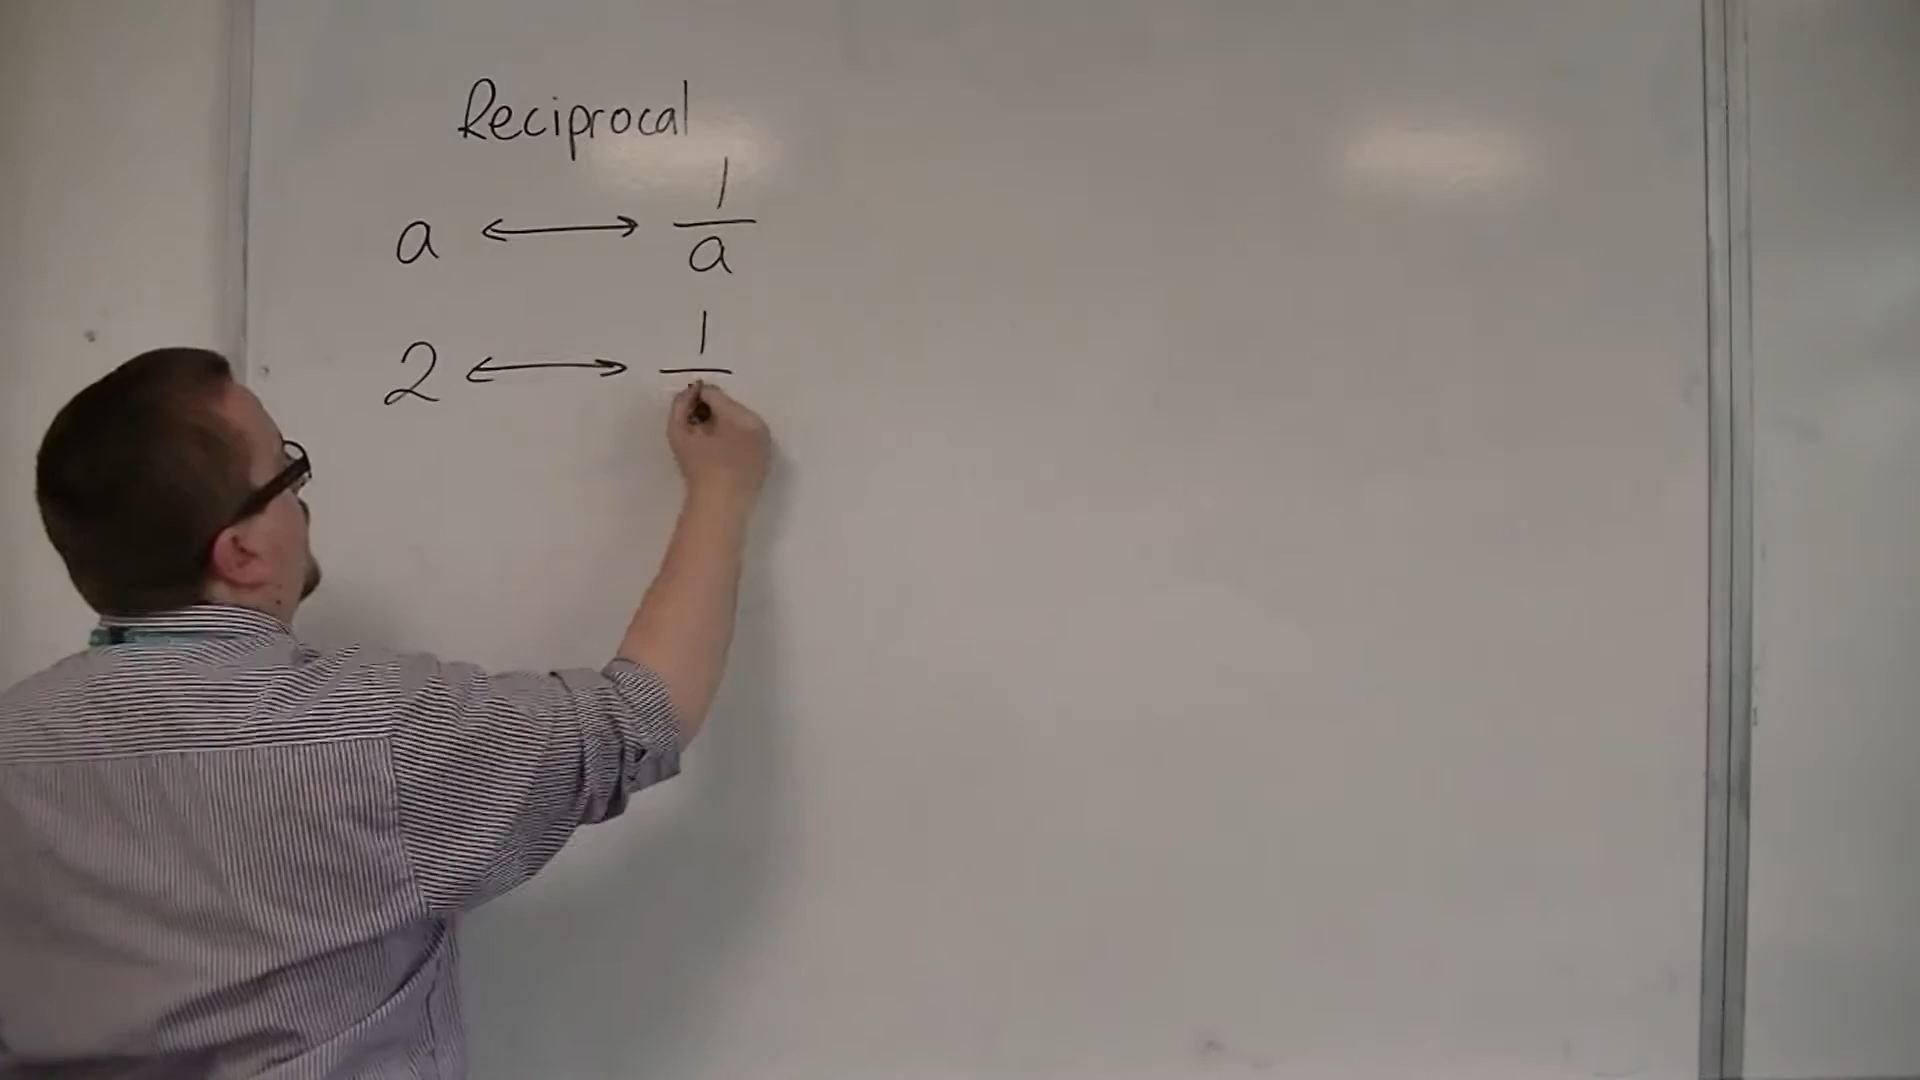 Reciprocal
a ⟷ 1/a
2 ⟷ 1/